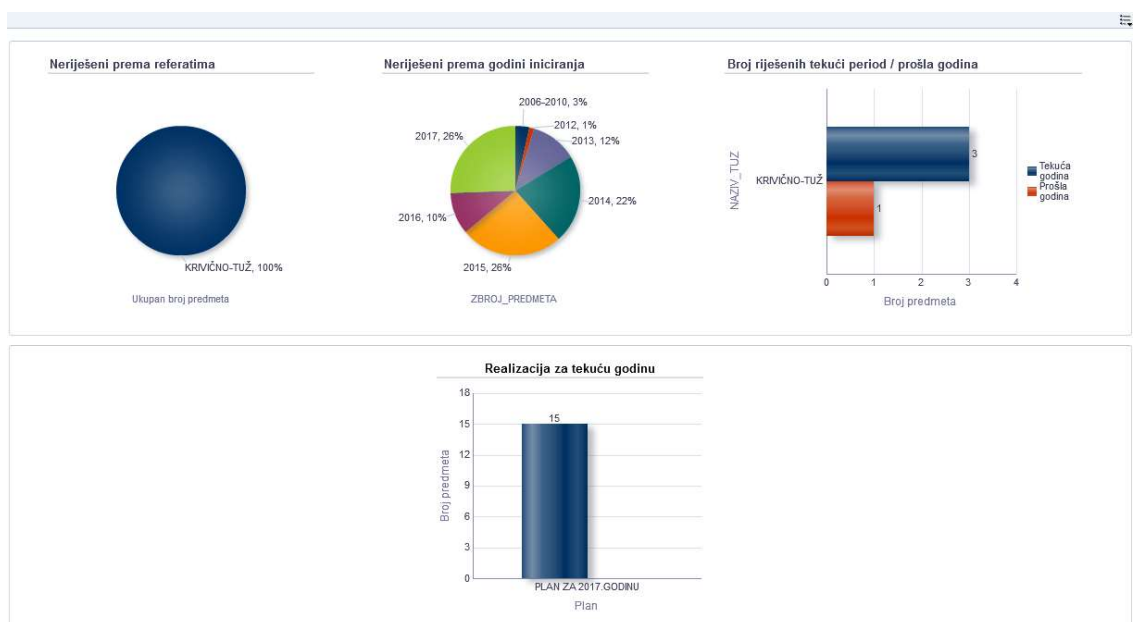 Neriješeni prema referatima
KRIVIČNO-TUŽ, 100%
Ukupan broj predmeta
Neriješeni prema godini iniciranja
2006-2010, 3%
2012, 1%
2013, 12%
2014, 22%
2015, 26%
2016, 10%
2017, 26%
ZBROJ_PREDMETA
Broj riješenih tekući period / prošla godina
NAZIV_TUZ
KRIVIČNO-TUŽ
3
1
0 1 2 3 4
Broj predmeta
Tekuća
godina
Prošla
godina
Realizacija za tekuću godinu
Broj predmeta
18
15
12
9
6
3
0
15
PLAN ZA 2017.GODINU
Plan